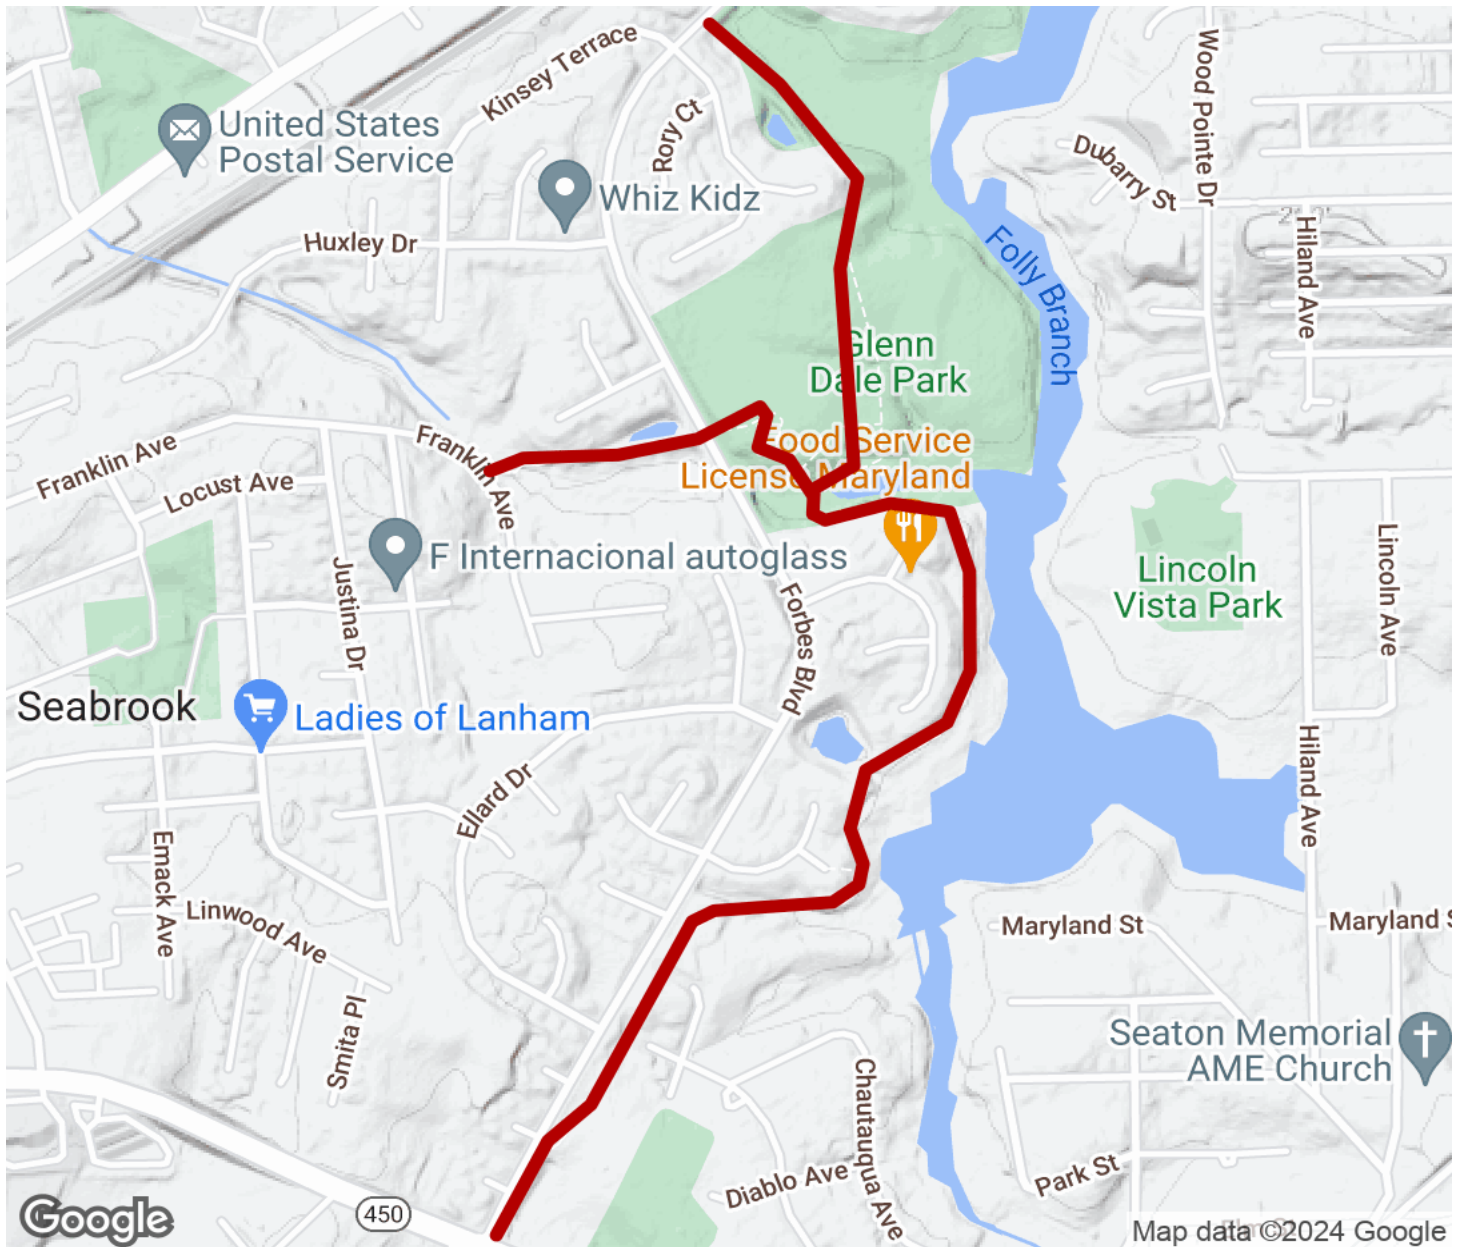 Kinsey Terrace
Wood Pointe Dr
United States
Postal Service
Rory Ct
Dubarry St
Whiz Kidz
Huxley Dr
Hiland Ave
Folly Branch
Glenn
Dale Park
Franklin Ave
Franklin Ave
Food Service
License Maryland
Locust Ave
F Internacional autoglass
Justina Dr
Lincoln
Vista Park
Lincoln Ave
Forbes Blvd
Seabrook
Ladies of Lanham
Hiland Ave
Ellard Dr
Emack Ave
Linwood Ave
Maryland St
Maryland S
Smita Pl
Seaton Memorial
AME Church
Chautauqua Ave
Park St
Diablo Ave
Google
450
Map data ©2024 Google